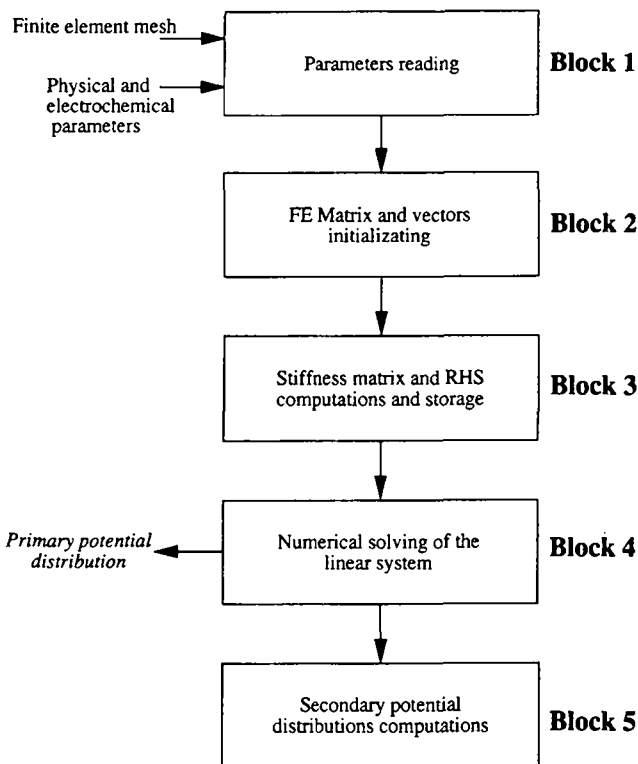 Finite element mesh
Parameters reading
Block 1
Physical and
electrochemical
parameters
FE Matrix and vectors
initializating
Block 2
Stiffness matrix and RHS
computations and storage
Block 3
Primary potential
distribution
Numerical solving of the
linear system
Block 4
Secondary potential
distributions computations
Block 5